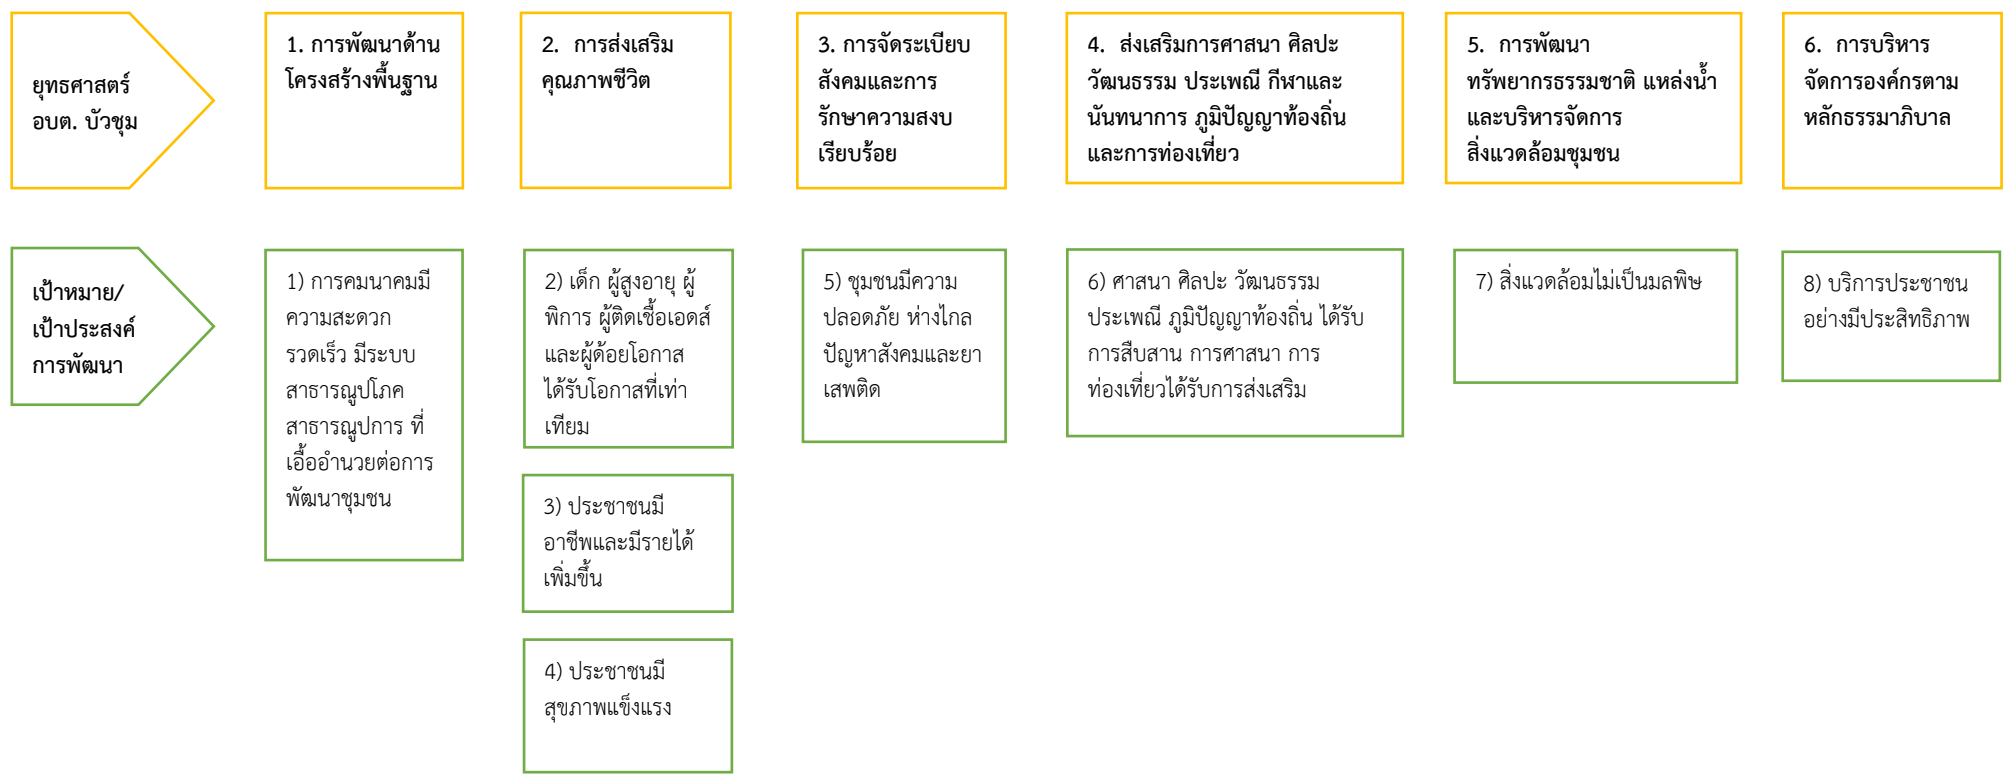 ยุทธศาสตร์
อบต. บัวชุม
1. การพัฒนาด้าน
โครงสร้างพื้นฐาน
2. การส่งเสริม
คุณภาพชีวิต
3. การจัดระเบียบ
สังคมและการ
รักษาความสงบ
เรียบร้อย
4. ส่งเสริมการศาสนา ศิลปะ
วัฒนธรรม ประเพณี กีฬาและ
นันทนาการ ภูมิปัญญาท้องถิ่น
และการท่องเที่ยว
5. การพัฒนา
ทรัพยากรธรรมชาติ แหล่งน้ำ
และบริหารจัดการ
สิ่งแวดล้อมชุมชน
6. การบริหาร
จัดการองค์กรตาม
หลักธรรมาภิบาล
เป้าหมาย/
เป้าประสงค์
การพัฒนา
1) การคมนาคมมี
ความสะดวก
รวดเร็ว มีระบบ
สาธารณูปโภค
สาธารณูปการ ที่
เอื้ออำนวยต่อการ
พัฒนาชุมชน
2) เด็ก ผู้สูงอายุ ผู้
พิการ ผู้ติดเชื้อเอดส์
และผู้ด้อยโอกาส
ได้รับโอกาสที่เท่า
เทียม
3) ประชาชนมี
อาชีพและมีรายได้
เพิ่มขึ้น
4) ประชาชนมี
สุขภาพแข็งแรง
5) ชุมชนมีความ
ปลอดภัย ห่างไกล
ปัญหาสังคมและยา
เสพติด
6) ศาสนา ศิลปะ วัฒนธรรม
ประเพณี ภูมิปัญญาท้องถิ่น ได้รับ
การสืบสาน การศาสนา การ
ท่องเที่ยวได้รับการส่งเสริม
7) สิ่งแวดล้อมไม่เป็นมลพิษ
8) บริการประชาชน
อย่างมีประสิทธิภาพ